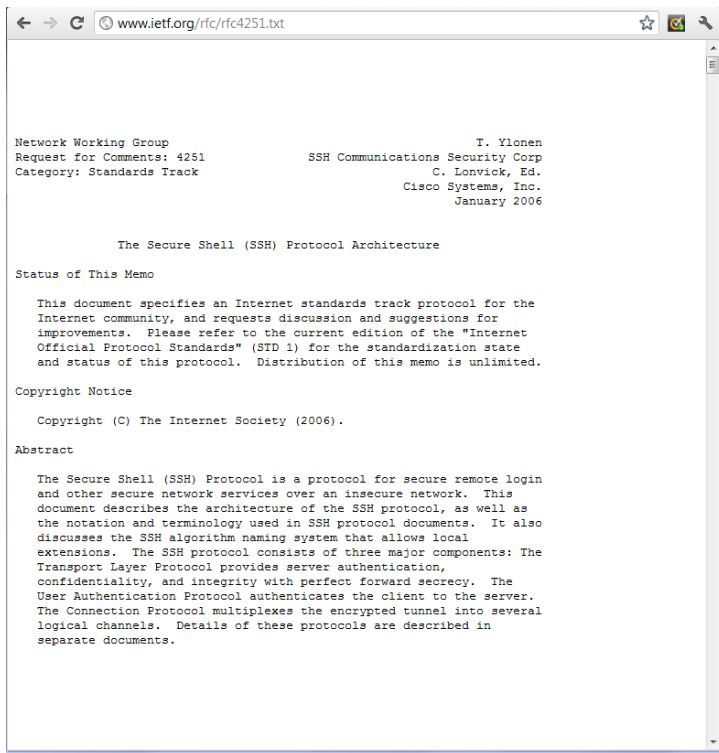 www.ietf.org/rfc/rfc4251.txt
Network Working Group                                          T. Ylonen
Request for Comments: 4251              SSH Communications Security Corp
Category: Standards Track                                C. Lonvick, Ed.
                                                     Cisco Systems, Inc.
                                                            January 2006
The Secure Shell (SSH) Protocol Architecture
Status of This Memo
This document specifies an Internet standards track protocol for the
Internet community, and requests discussion and suggestions for
improvements.  Please refer to the current edition of the "Internet
Official Protocol Standards" (STD 1) for the standardization state
and status of this protocol.  Distribution of this memo is unlimited.
Copyright Notice
Copyright (C) The Internet Society (2006).
Abstract
The Secure Shell (SSH) Protocol is a protocol for secure remote login
and other secure network services over an insecure network.  This
document describes the architecture of the SSH protocol, as well as
the notation and terminology used in SSH protocol documents.  It also
discusses the SSH algorithm naming system that allows local
extensions.  The SSH protocol consists of three major components: The
Transport Layer Protocol provides server authentication,
confidentiality, and integrity with perfect forward secrecy.  The
User Authentication Protocol authenticates the client to the server.
The Connection Protocol multiplexes the encrypted tunnel into several
logical channels.  Details of these protocols are described in
separate documents.